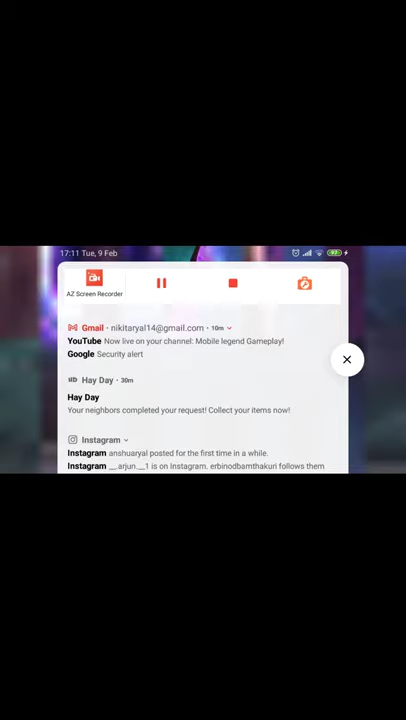 17:11 Tue, 9 Feb
97
AZ Screen Recorder
Gmail • nikitaryal14@gmail.com • 10m
YouTube Now live on your channel: Mobile legend Gameplay!
Google Security alert
Hay Day • 30m
Hay Day
Your neighbors completed your request! Collect your items now!
Instagram
Instagram anshuaryal posted for the first time in a while.
Instagram __.arjun.__1 is on Instagram. erbinodbamthakuri follows them